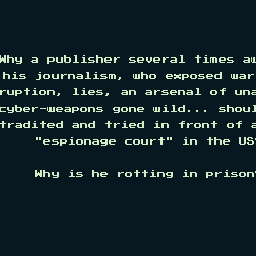 Why a publisher several times aw
his journalism, who exposed war
ruption, lies, an arsenal of una
cyber-weapons gone wild... shoul
tradited and tried in front of a
"espionage court" in the US
Why is he rotting in prison